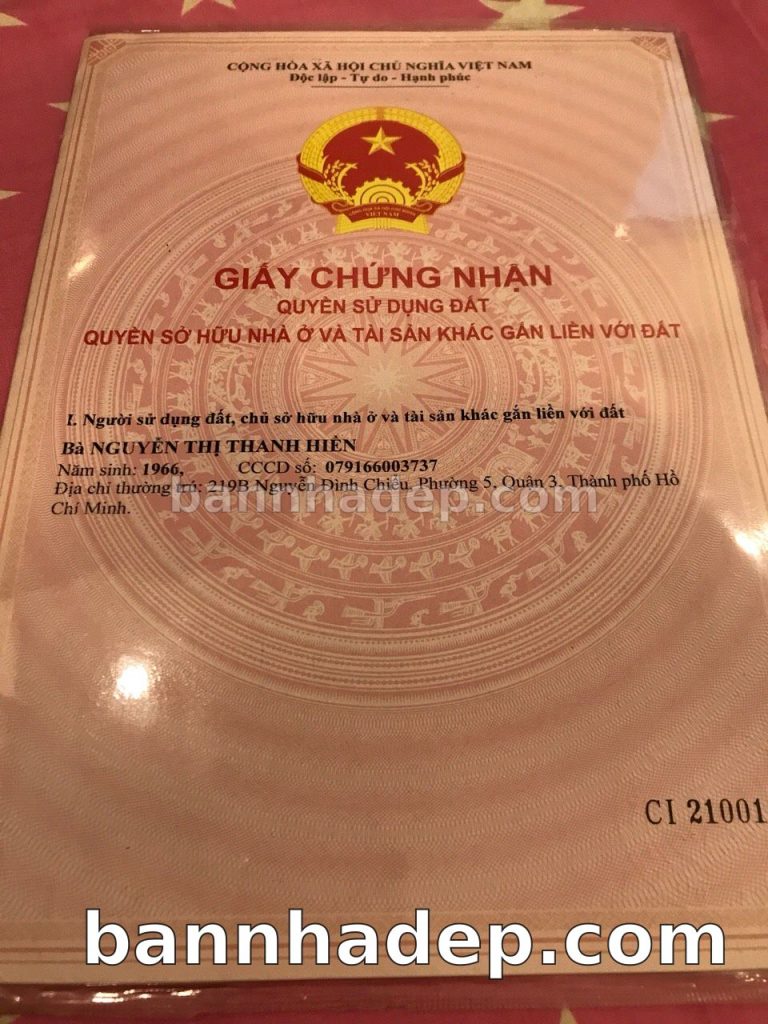 CỘNG HÒA XÃ HỘI CHỦ NGHĨA VIỆT NAM
Độc lập - Tự do - Hạnh phúc
VIỆT NAM
GIẤY CHỨNG NHẬN
QUYỀN SỬ DỤNG ĐẤT
QUYỀN SỞ HỮU NHÀ Ở VÀ TÀI SẢN KHÁC GẮN LIỀN VỚI ĐẤT
I. Người sử dụng đất, chủ sở hữu nhà ở và tài sản khác gắn liền với đất
Bà NGUYỄN THỊ THANH HIỀN
Năm sinh: 1966, CCCD số: 079166003737
Địa chỉ thường trú: 219B Nguyễn Đình Chiểu, Phường 5, Quận 3, Thành phố Hồ
Chí Minh.
bannhadep.com
CI 21001
bannhadep.com